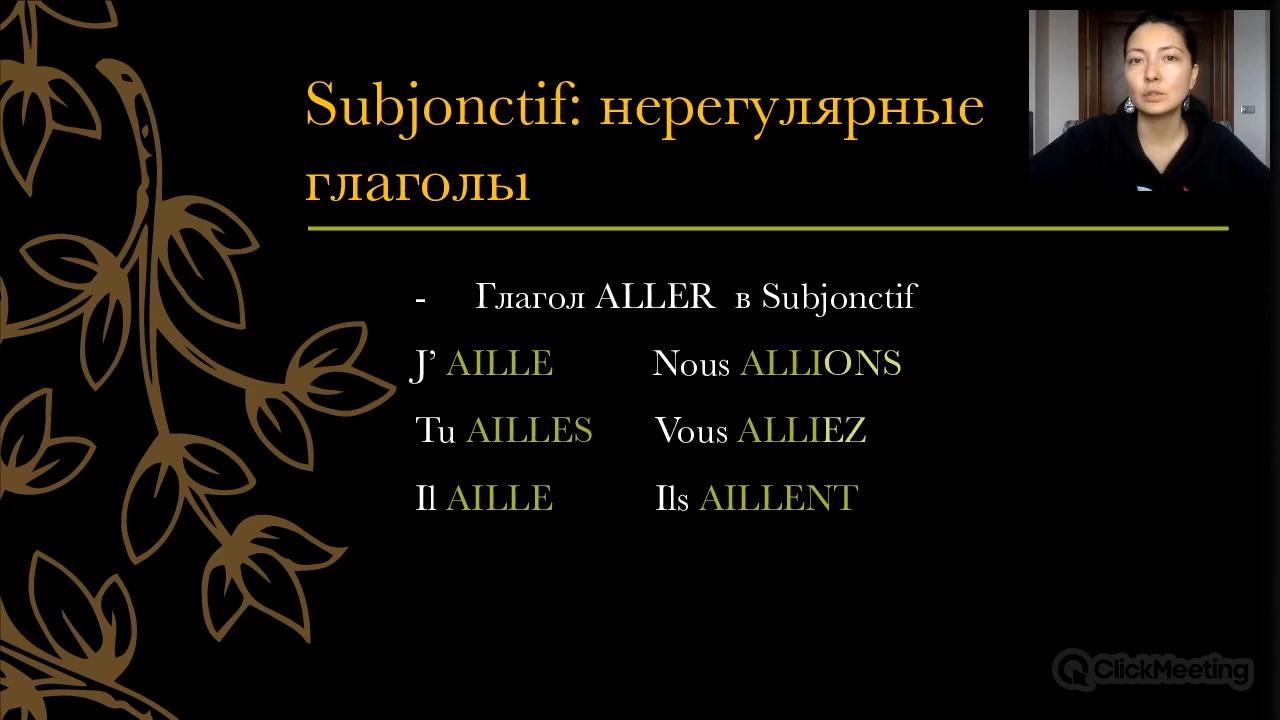 Subjonctif: нерегулярные
глаголы
- Глагол ALLER в Subjonctif
J’ AILLE Nous ALLIONS
Tu AILLES Vous ALLIEZ
Il AILLE Ils AILLENT
ClickMeeting